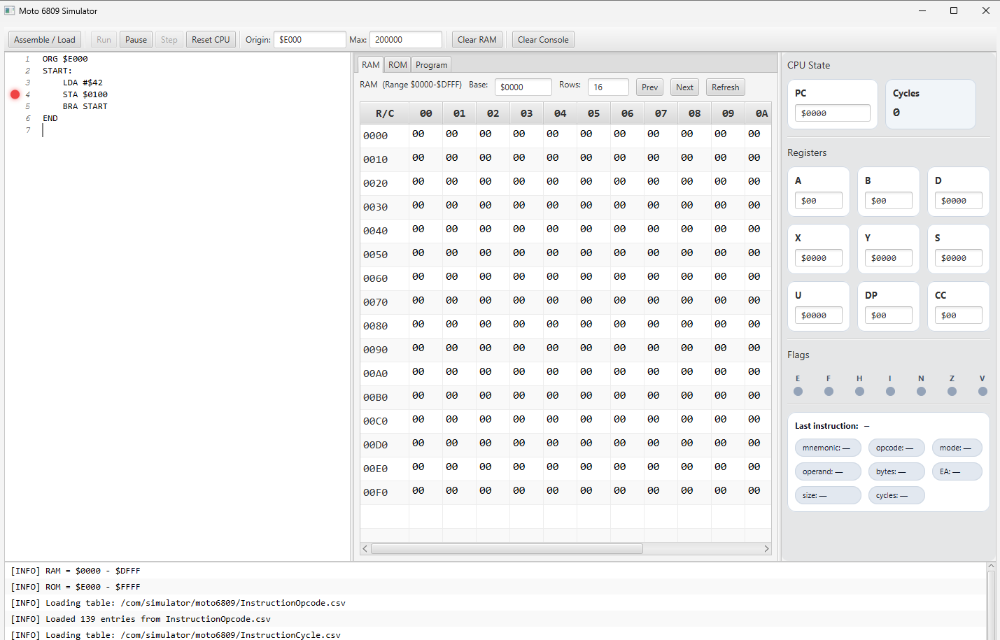 Moto 6809 Simulator
Assemble / Load Run Pause Step Reset CPU Origin: $E000 Max: 200000 Clear RAM Clear Console
1 ORG $E000
2 START:
3 LDA #$42
4 STA $0100
5 BRA START
6 END
7
RAM ROM Program
RAM (Range $0000-$DFFF) Base: $0000 Rows: 16 Prev Next Refresh
R/C 00 01 02 03 04 05 06 07 08 09 0A
0000 00 00 00 00 00 00 00 00 00 00 00
0010 00 00 00 00 00 00 00 00 00 00 00
0020 00 00 00 00 00 00 00 00 00 00 00
0030 00 00 00 00 00 00 00 00 00 00 00
0040 00 00 00 00 00 00 00 00 00 00 00
0050 00 00 00 00 00 00 00 00 00 00 00
0060 00 00 00 00 00 00 00 00 00 00 00
0070 00 00 00 00 00 00 00 00 00 00 00
0080 00 00 00 00 00 00 00 00 00 00 00
0090 00 00 00 00 00 00 00 00 00 00 00
00A0 00 00 00 00 00 00 00 00 00 00 00
00B0 00 00 00 00 00 00 00 00 00 00 00
00C0 00 00 00 00 00 00 00 00 00 00 00
00D0 00 00 00 00 00 00 00 00 00 00 00
00E0 00 00 00 00 00 00 00 00 00 00 00
00F0 00 00 00 00 00 00 00 00 00 00 00
CPU State
PC Cycles
$0000 0
Registers
A B D
$00 $00 $0000
X Y S
$0000 $0000 $0000
U DP CC
$0000 $00 $00
Flags
E F H I N Z V
Last instruction: —
mnemonic: — opcode: — mode: —
operand: — bytes: — EA: —
size: — cycles: —
[INFO] RAM = $0000 - $DFFF
[INFO] ROM = $E000 - $FFFF
[INFO] Loading table: /com/simulator/moto6809/InstructionOpcode.csv
[INFO] Loaded 139 entries from InstructionOpcode.csv
[INFO] Loading table: /com/simulator/moto6809/InstructionCycle.csv